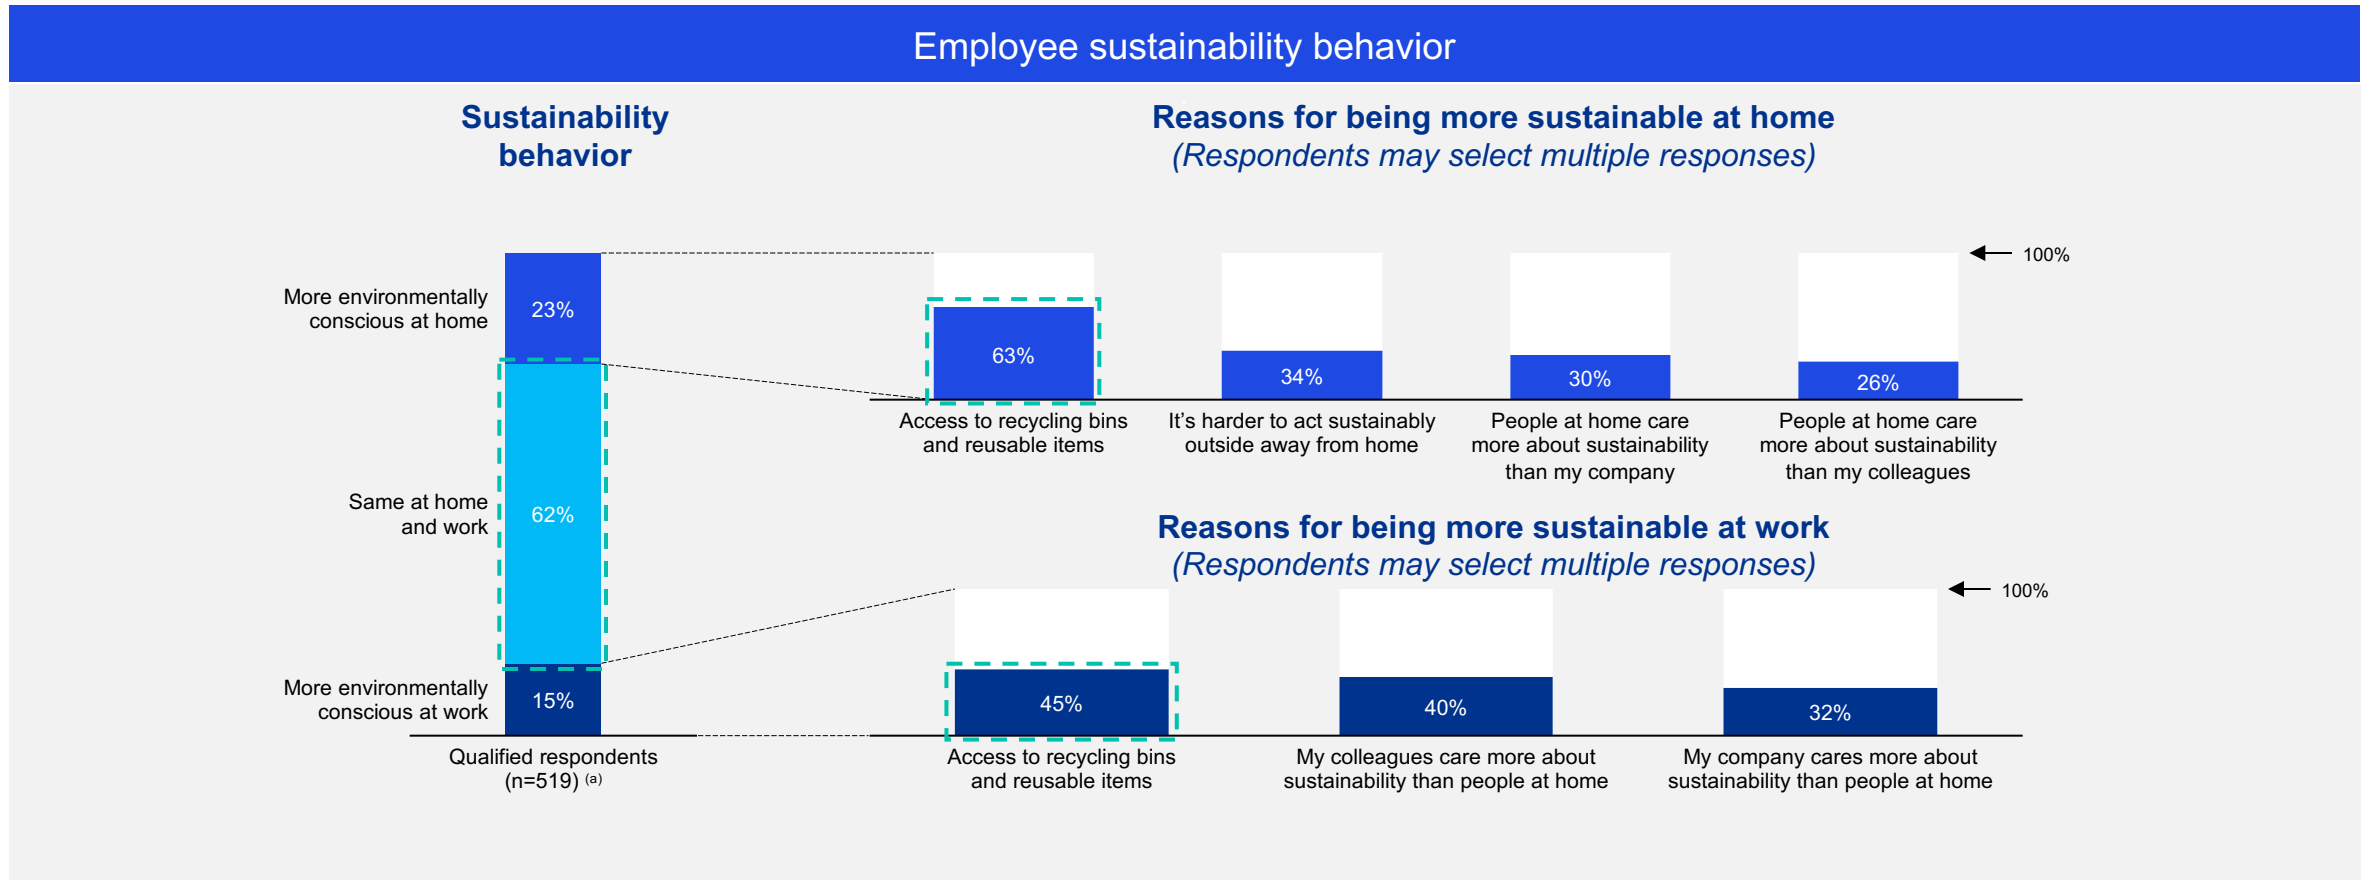 Employee sustainability behavior
Sustainability
behavior
More environmentally
conscious at home
23%
Same at home
and work
62%
More environmentally
conscious at work
15%
Qualified respondents
(n=519) (a)
Reasons for being more sustainable at home
(Respondents may select multiple responses)
100%
63%
34%
30%
26%
Access to recycling bins
and reusable items
It’s harder to act sustainably
outside away from home
People at home care
more about sustainability
than my company
People at home care
more about sustainability
than my colleagues
Reasons for being more sustainable at work
(Respondents may select multiple responses)
100%
45%
40%
32%
Access to recycling bins
and reusable items
My colleagues care more about
sustainability than people at home
My company cares more about
sustainability than people at home